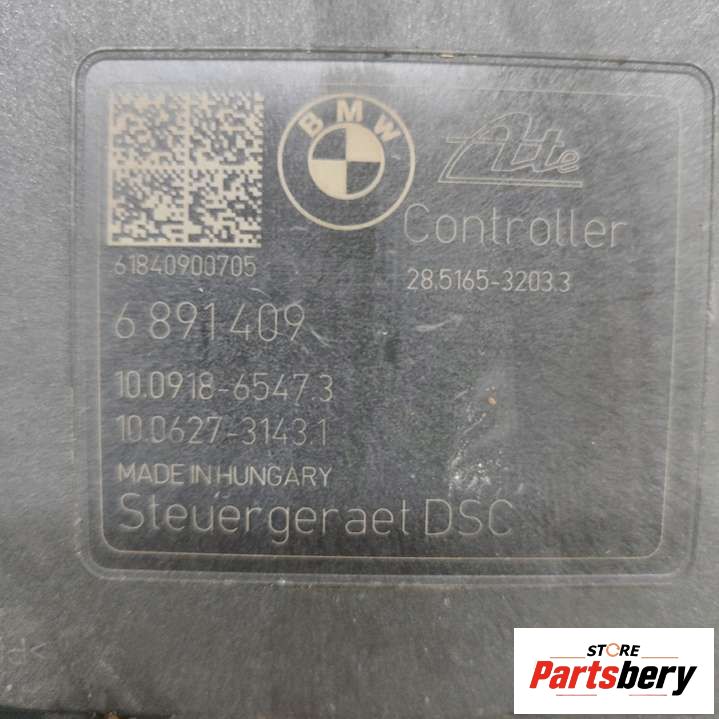 BMW
Ate
Controller
61840900705
28.5165-3203.3
6 891 409
10.0918-6547.3
10.0627-3143.1
MADE IN HUNGARY
Steuergeraet DSC
STORE
Partsbery